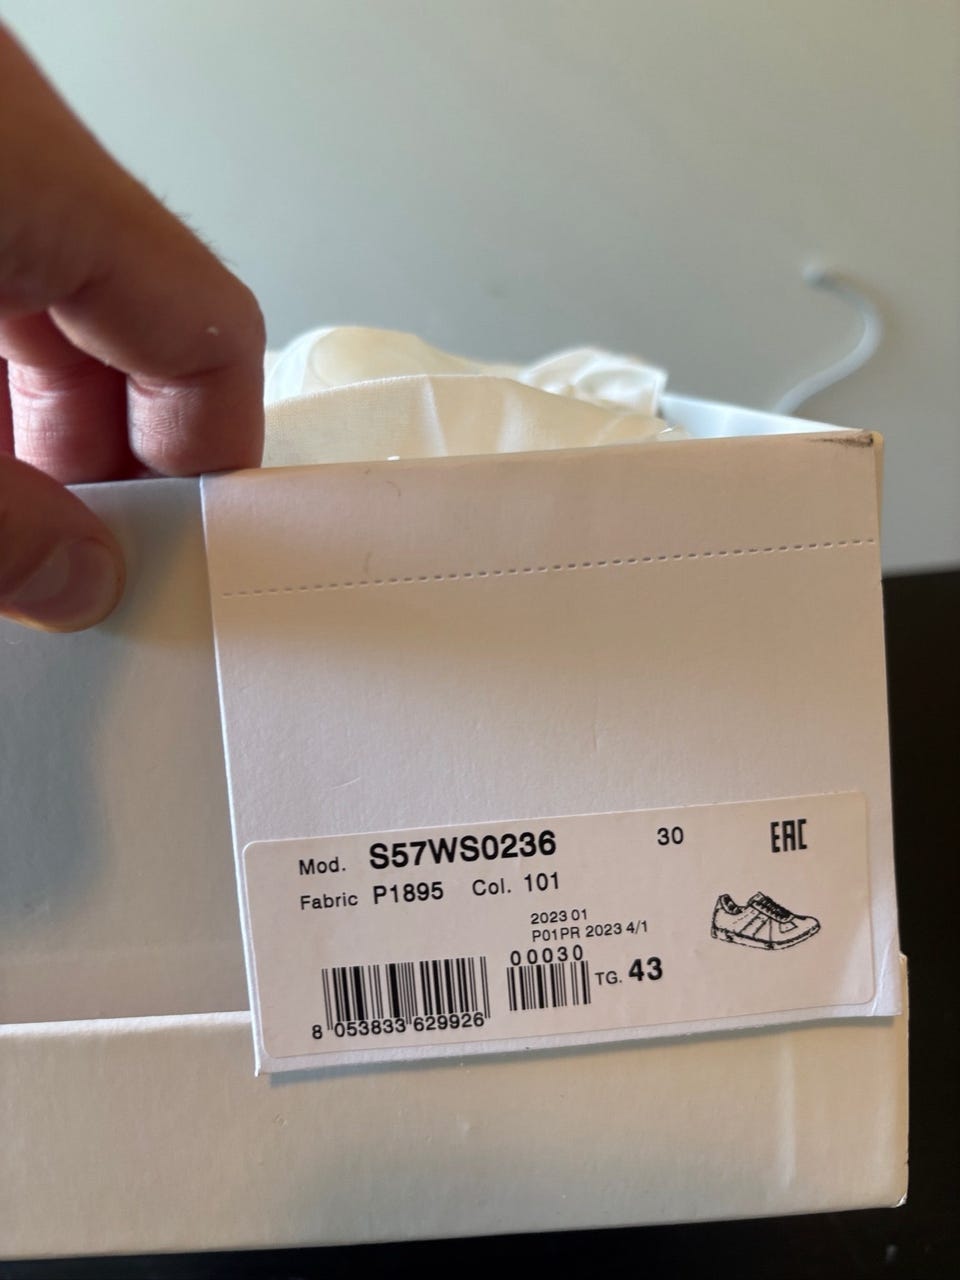 Mod. S57WS0236 30 EAC
Fabric P1895 Col. 101
2023 01
P01PR 2023 4/1
00030
TG. 43
8 053833 629926